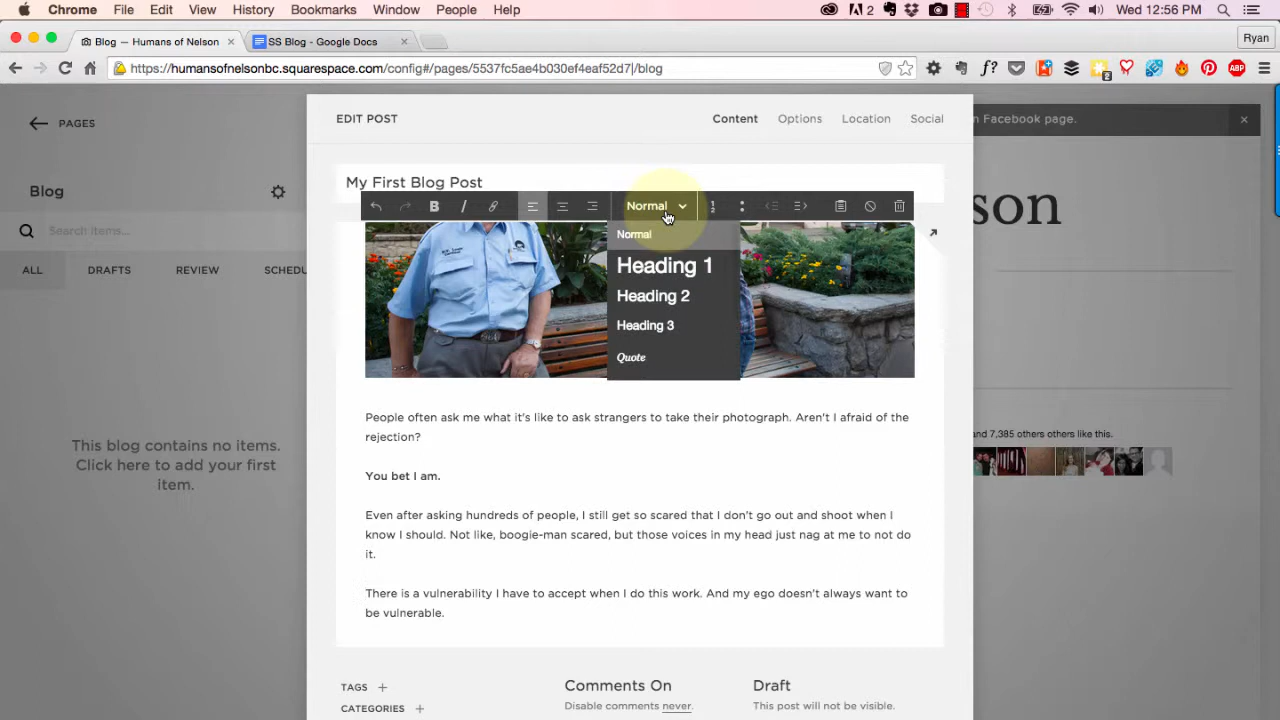 Chrome File Edit View History Bookmarks Window People Help
2 Wed 12:56 PM
Blog — Humans of Nelson × SS Blog - Google Docs × Ryan
https://humansofnelsonbc.squarespace.com/config#/pages/5537fc5ae4b030ef4eaf52d7|/blog
f? 2 ABP
PAGES
EDIT POST
Content Options Location Social
n Facebook page. ×
Blog
My First Blog Post
B I Normal
son
Search items...
Normal
ALL DRAFTS REVIEW SCHEDU
Heading 1
Heading 2
Heading 3
Quote
People often ask me what it's like to ask strangers to take their photograph. Aren't I afraid of the
rejection?
and 7,385 others others like this.
This blog contains no items.
Click here to add your first
item.
You bet I am.
Even after asking hundreds of people, I still get so scared that I don't go out and shoot when I
know I should. Not like, boogie-man scared, but those voices in my head just nag at me to not do
it.
There is a vulnerability I have to accept when I do this work. And my ego doesn't always want to
be vulnerable.
TAGS +
CATEGORIES +
Comments On
Disable comments never.
Draft
This post will not be visible.